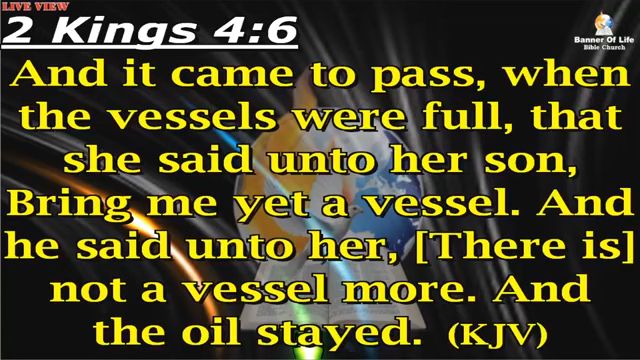 LIVE VIEW
2 Kings 4:6
Banner Of Life
Bible Church
And it came to pass, when
the vessels were full, that
she said unto her son,
Bring me yet a vessel. And
he said unto her, [There is]
not a vessel more. And
the oil stayed. (KJV)